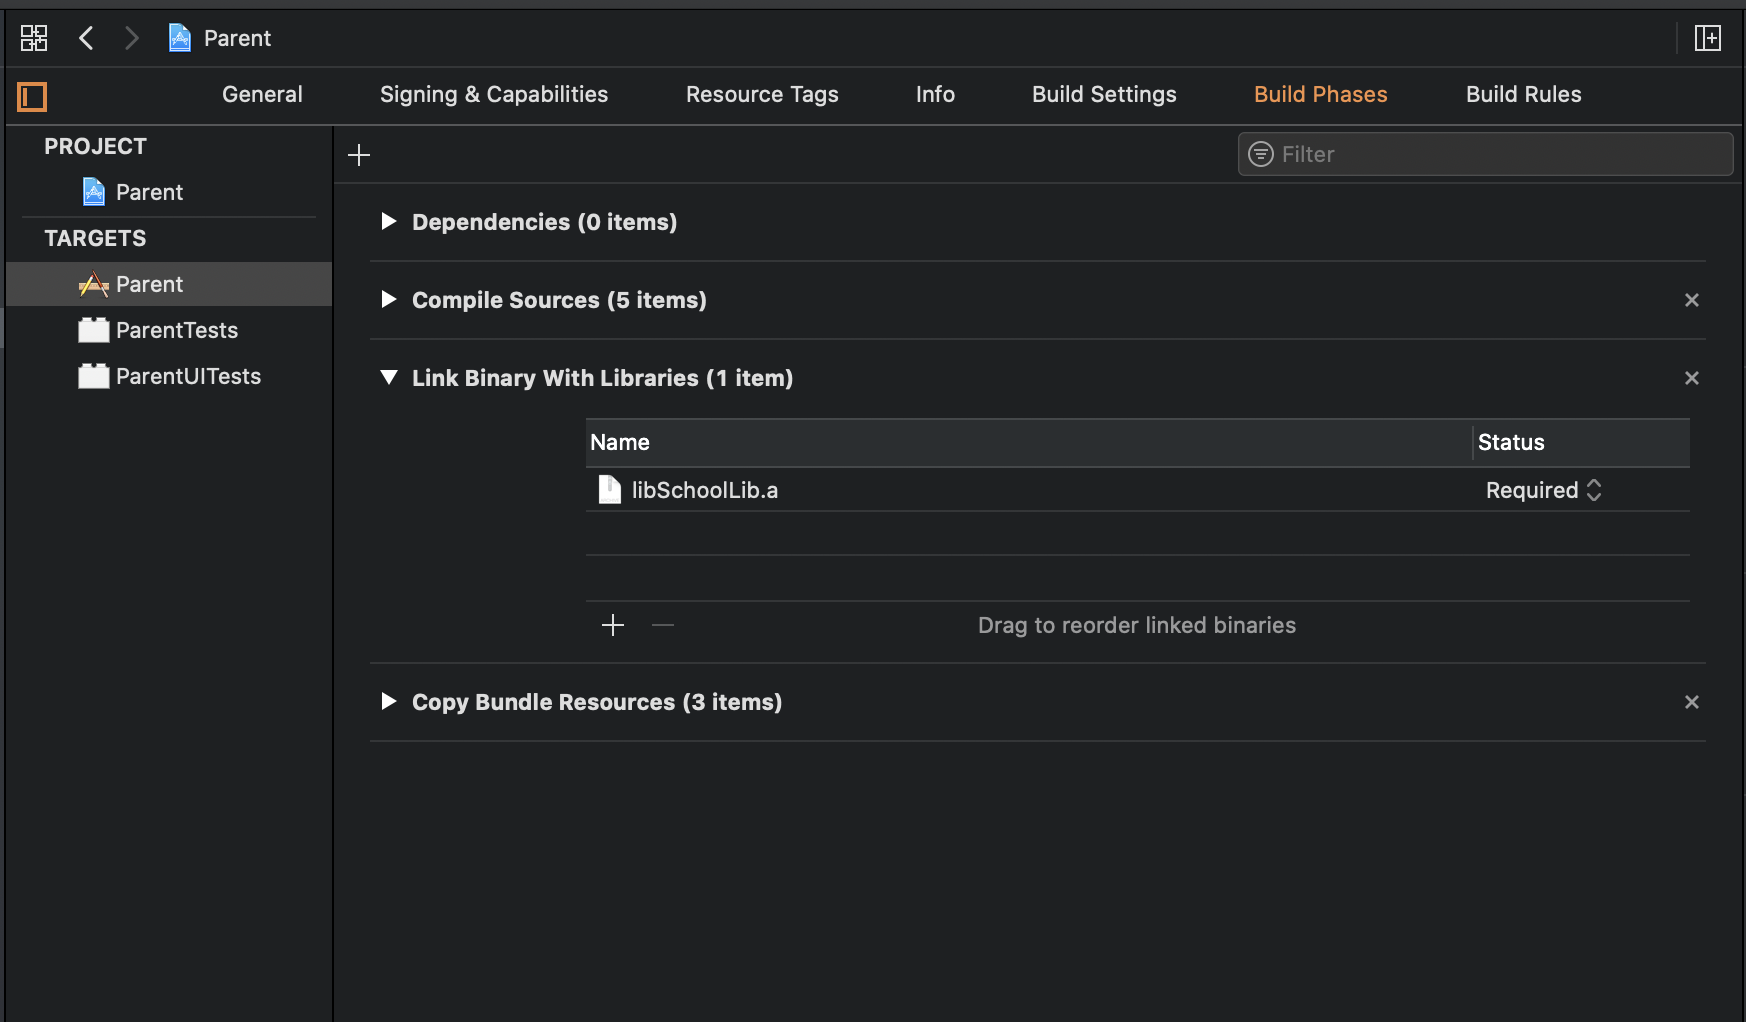 Parent
General Signing & Capabilities Resource Tags Info Build Settings Build Phases Build Rules
PROJECT
Parent
TARGETS
Parent
ParentTests
ParentUITests
Filter
Dependencies (0 items)
Compile Sources (5 items)
Link Binary With Libraries (1 item)
Name Status
libSchoolLib.a Required
Drag to reorder linked binaries
Copy Bundle Resources (3 items)